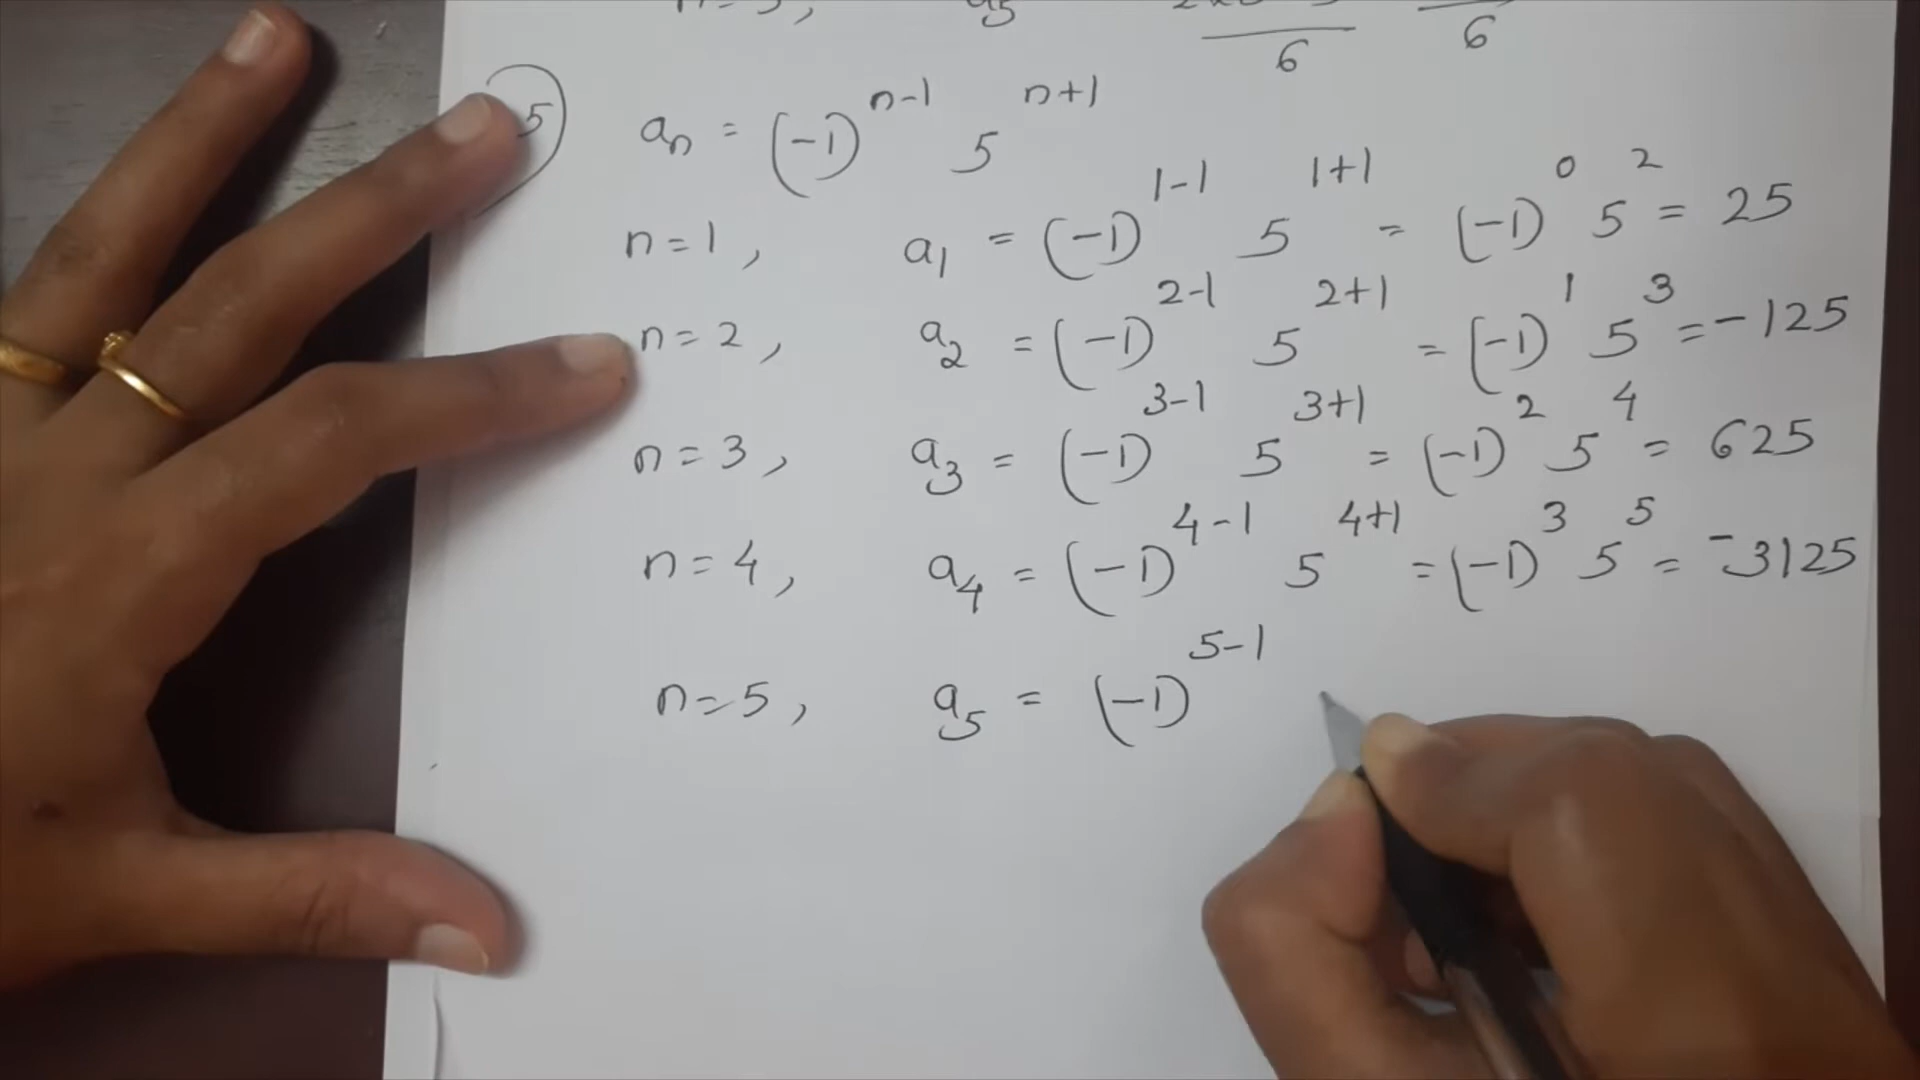 6 6
5) aₙ = (-1)ⁿ⁻¹ 5ⁿ⁺¹
n=1, a₁ = (-1)¹⁻¹ 5¹⁺¹ = (-1)⁰ 5² = 25
n=2, a₂ = (-1)²⁻¹ 5²⁺¹ = (-1)¹ 5³ = -125
n=3, a₃ = (-1)³⁻¹ 5³⁺¹ = (-1)² 5⁴ = 625
n=4, a₄ = (-1)⁴⁻¹ 5⁴⁺¹ = (-1)³ 5⁵ = -3125
n=5, a₅ = (-1)⁵⁻¹